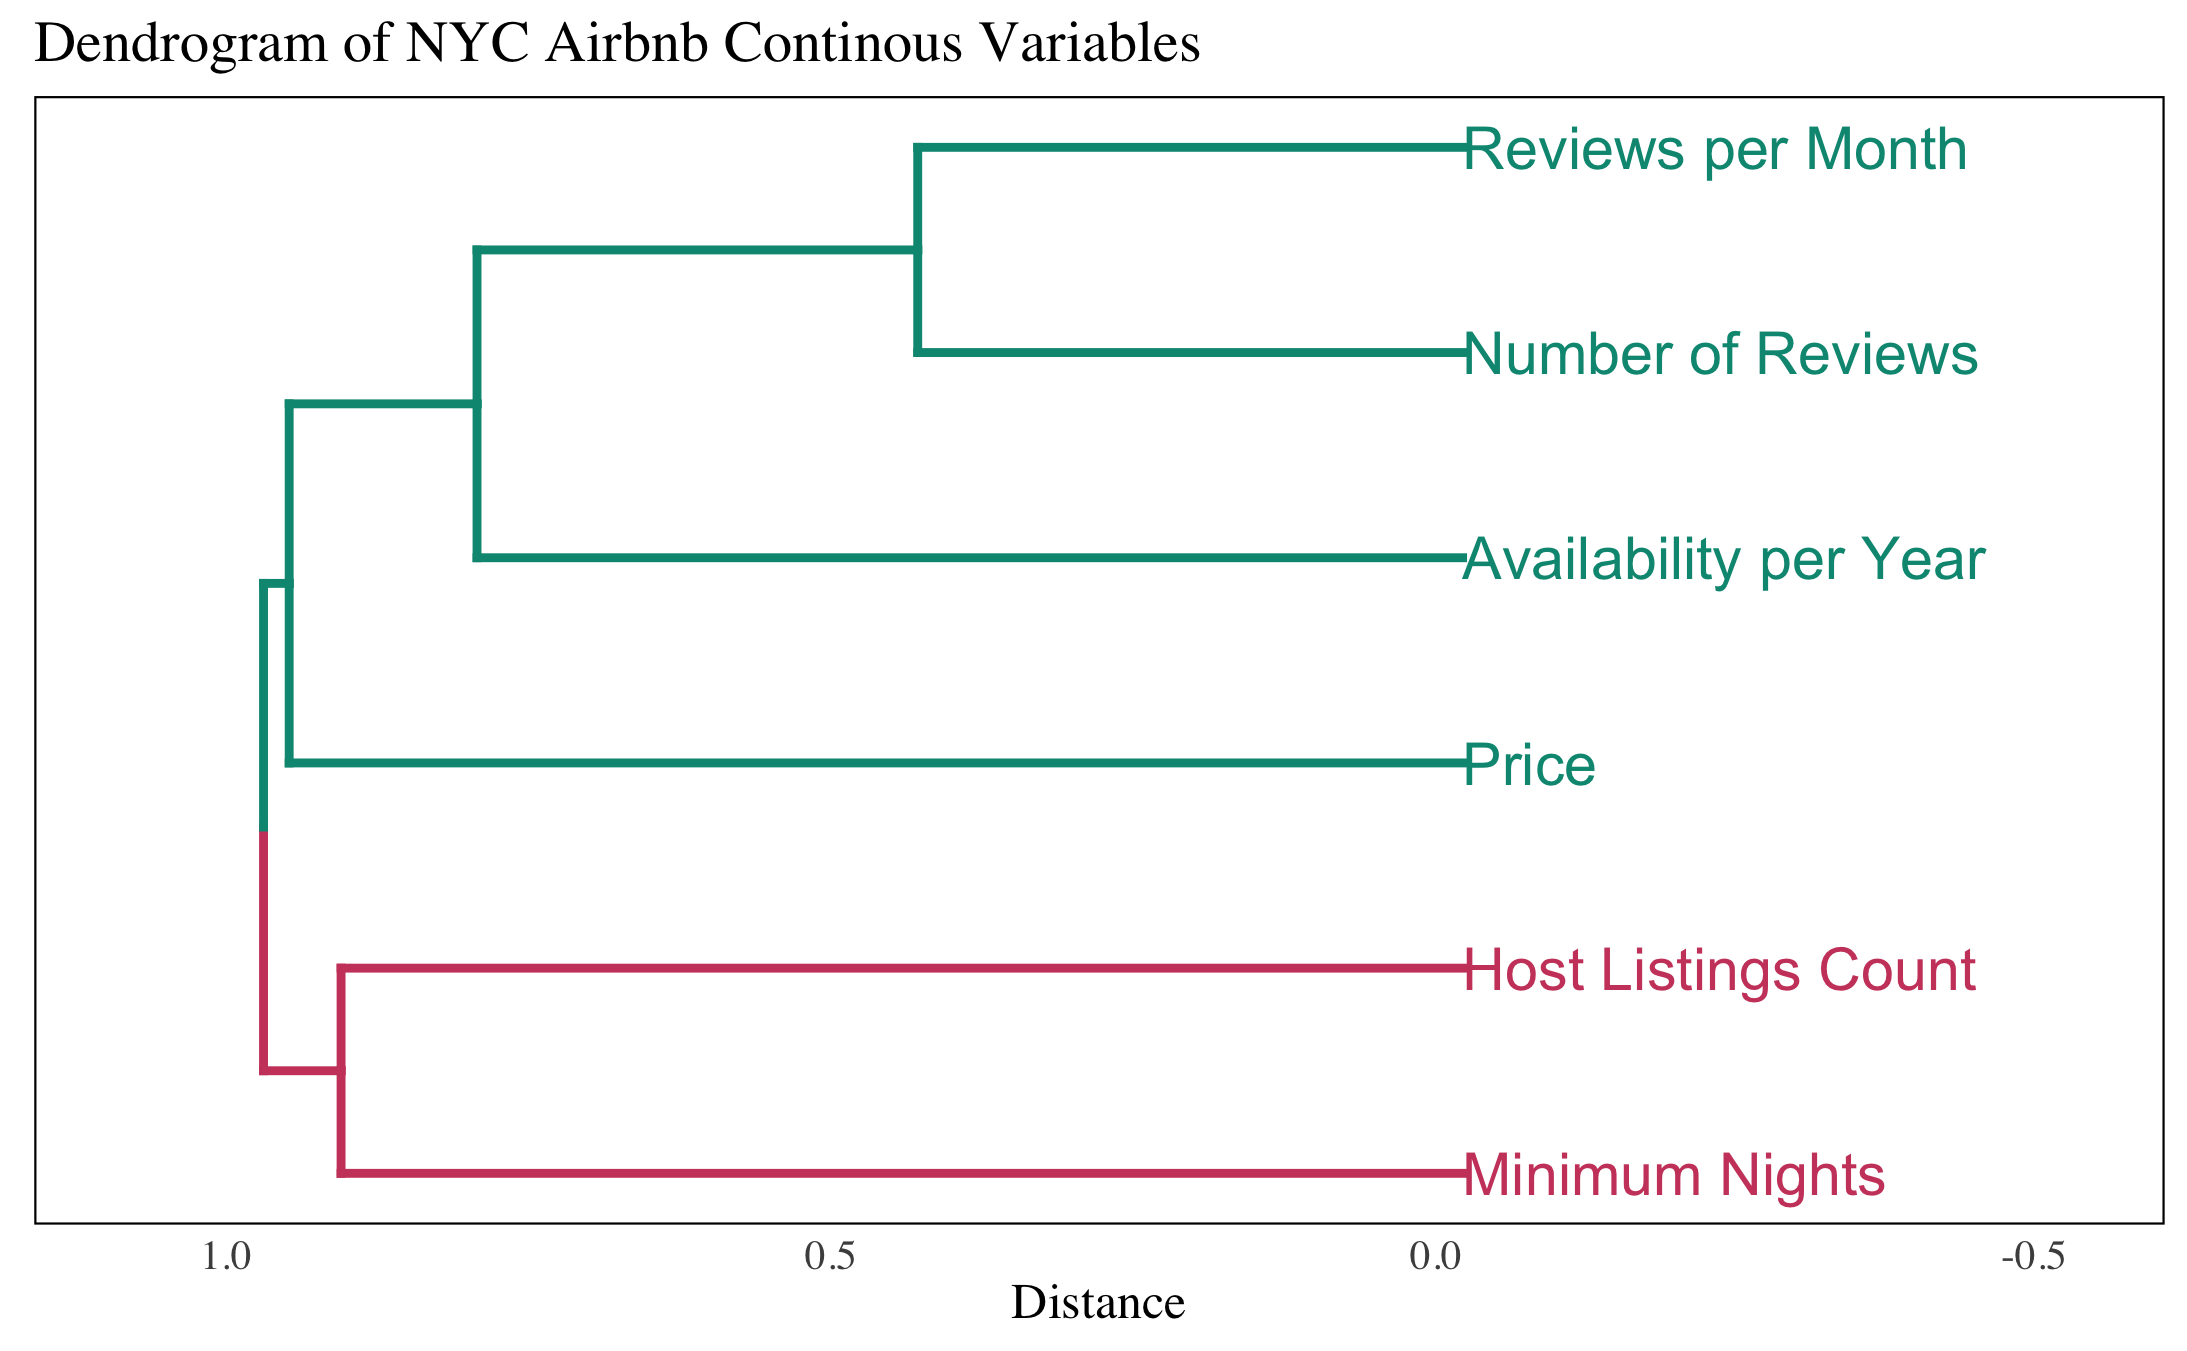 Dendrogram of NYC Airbnb Continous Variables
Reviews per Month
Number of Reviews
Availability per Year
Price
Host Listings Count
Minimum Nights
1.0 0.5 0.0 -0.5
Distance